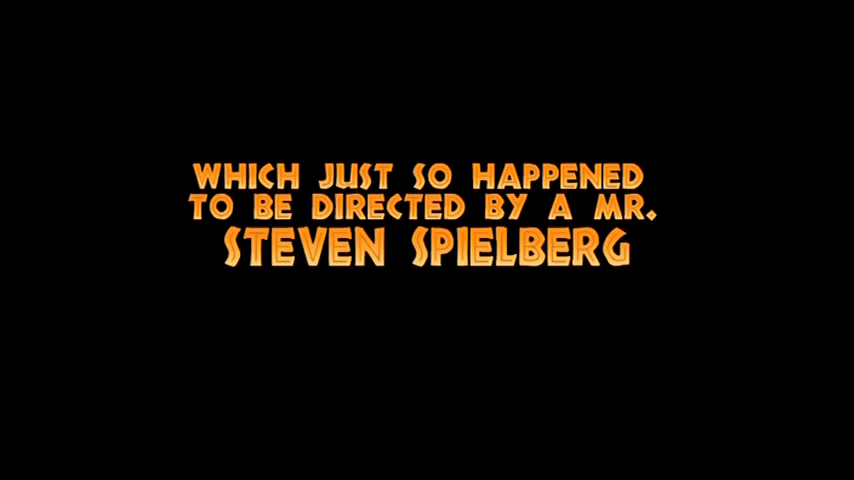 WHICH JUST SO HAPPENED
TO BE DIRECTED BY A MR.
STEVEN SPIELBERG